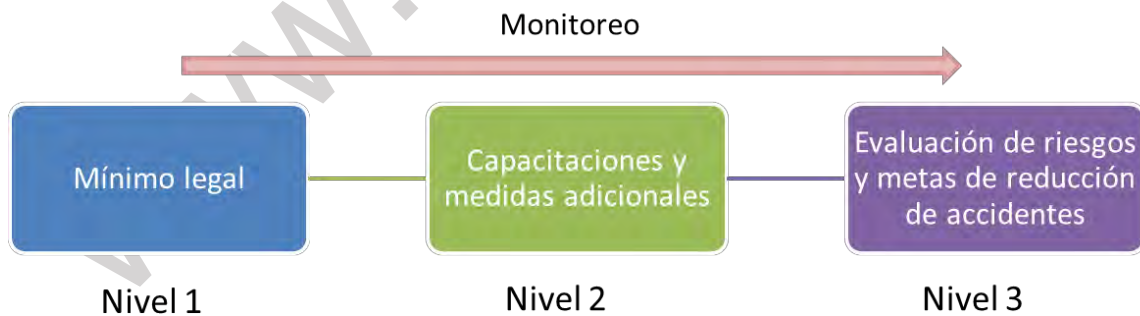 Monitoreo
Mínimo legal
Capacitaciones y
medidas adicionales
Evaluación de riesgos
y metas de reducción
de accidentes
Nivel 1
Nivel 2
Nivel 3